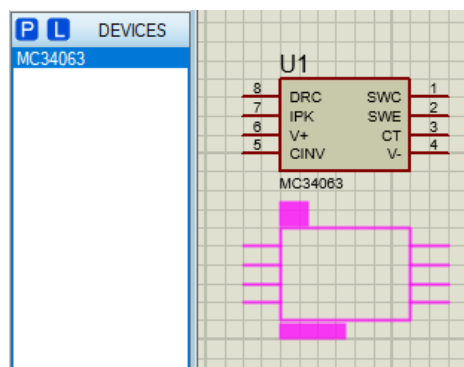 P L DEVICES
MC34063
U1
8 DRC SWC 1
7 IPK SWE 2
6 V+ CT 3
5 CINV V- 4
MC34063